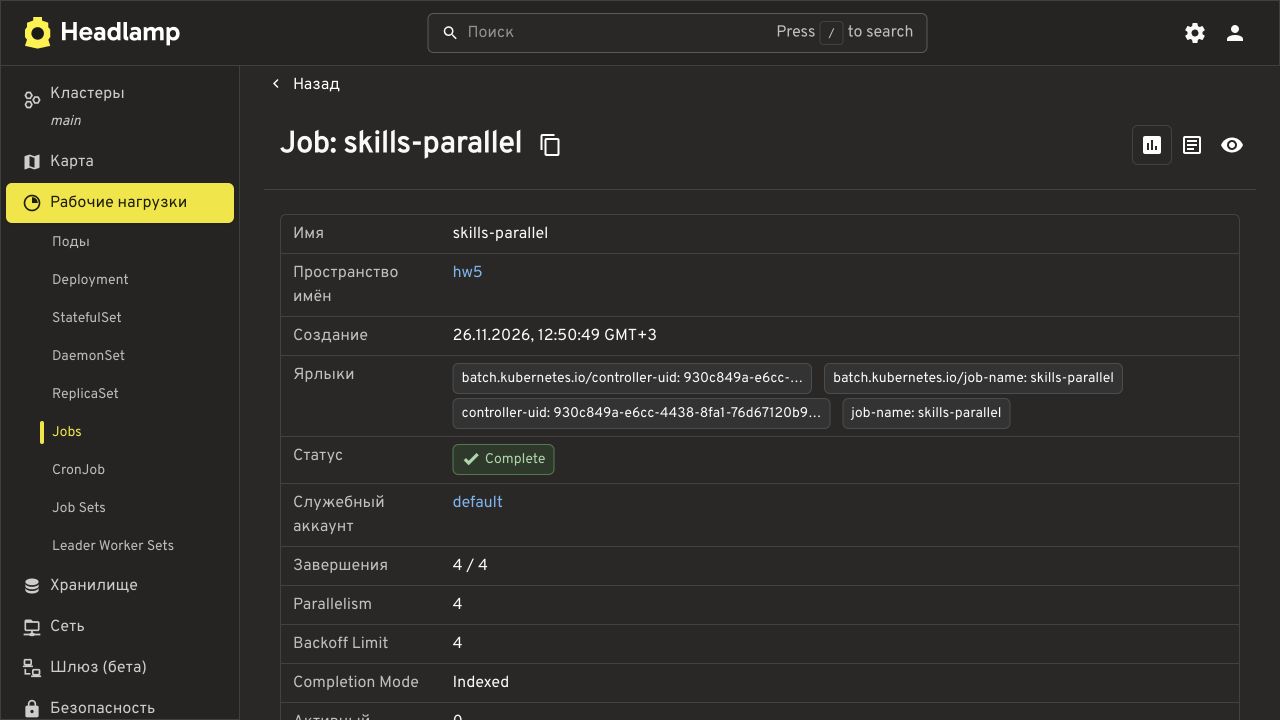 Headlamp
Поиск
Press / to search
Кластеры
main
Карта
Рабочие нагрузки
Поды
Deployment
StatefulSet
DaemonSet
ReplicaSet
Jobs
CronJob
Job Sets
Leader Worker Sets
Хранилище
Сеть
Шлюз (бета)
Безопасность
Назад
Job: skills-parallel
Имя skills-parallel
Пространство имён hw5
Создание 26.11.2026, 12:50:49 GMT+3
Ярлыки batch.kubernetes.io/controller-uid: 930c849a-e6cc-... batch.kubernetes.io/job-name: skills-parallel
controller-uid: 930c849a-e6cc-4438-8fa1-76d67120b9... job-name: skills-parallel
Статус Complete
Служебный аккаунт default
Завершения 4 / 4
Parallelism 4
Backoff Limit 4
Completion Mode Indexed
Активный 0